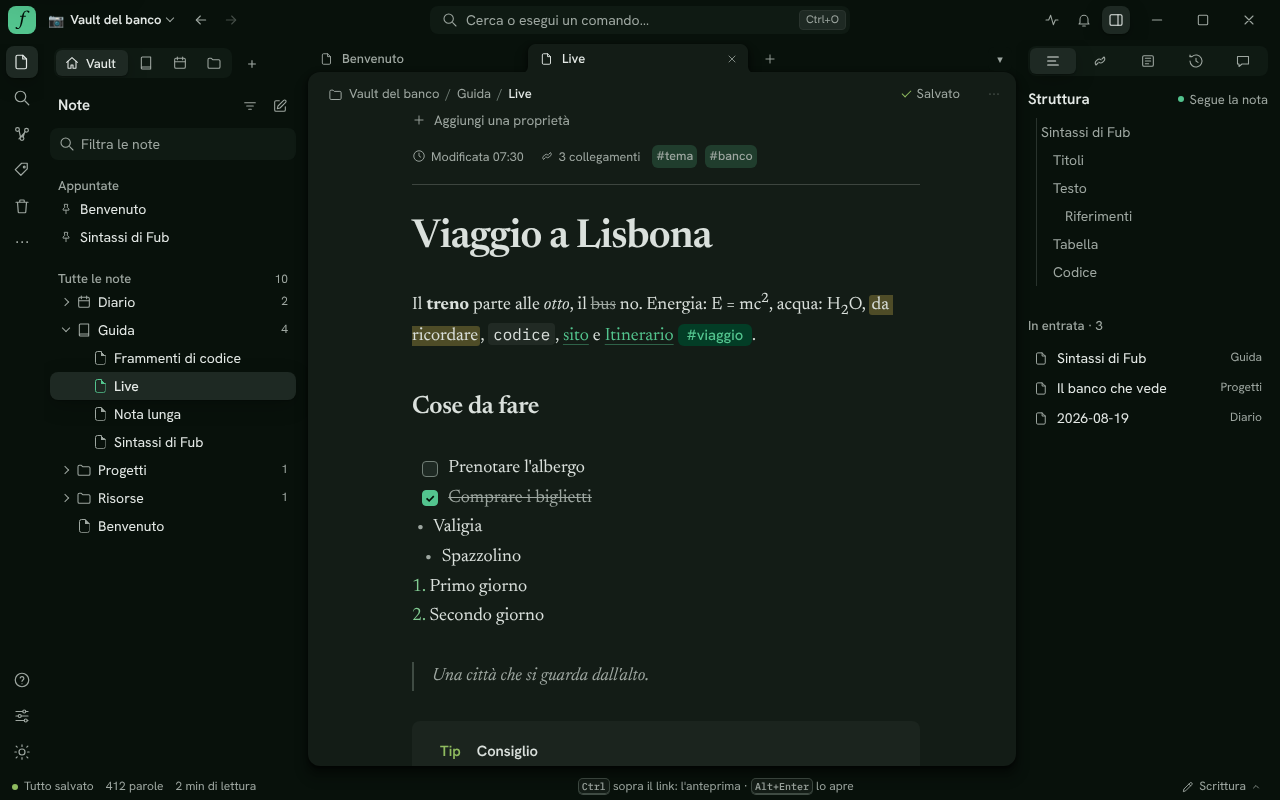 f Vault del banco
Cerca o esegui un comando...
Ctrl+O
Vault
Benvenuto
Live
Note
Filtra le note
Appuntate
Benvenuto
Sintassi di Fub
Tutte le note 10
Diario 2
Guida 4
Frammenti di codice
Live
Nota lunga
Sintassi di Fub
Progetti 1
Risorse 1
Benvenuto
Vault del banco / Guida / Live
Salvato
Aggiungi una proprietà
Modificata 07:30 3 collegamenti #tema #banco
Viaggio a Lisbona
Il treno parte alle otto, il bus no. Energia: E = mc², acqua: H₂O, da
ricordare, codice, sito e Itinerario #viaggio.
Cose da fare
Prenotare l'albergo
Comprare i biglietti
• Valigia
• Spazzolino
1. Primo giorno
2. Secondo giorno
Una città che si guarda dall'alto.
Tip Consiglio
Struttura
Segue la nota
Sintassi di Fub
Titoli
Testo
Riferimenti
Tabella
Codice
In entrata · 3
Sintassi di Fub Guida
Il banco che vede Progetti
2026-08-19 Diario
Tutto salvato 412 parole 2 min di lettura
Ctrl sopra il link: l'anteprima · Alt+Enter lo apre
Scrittura